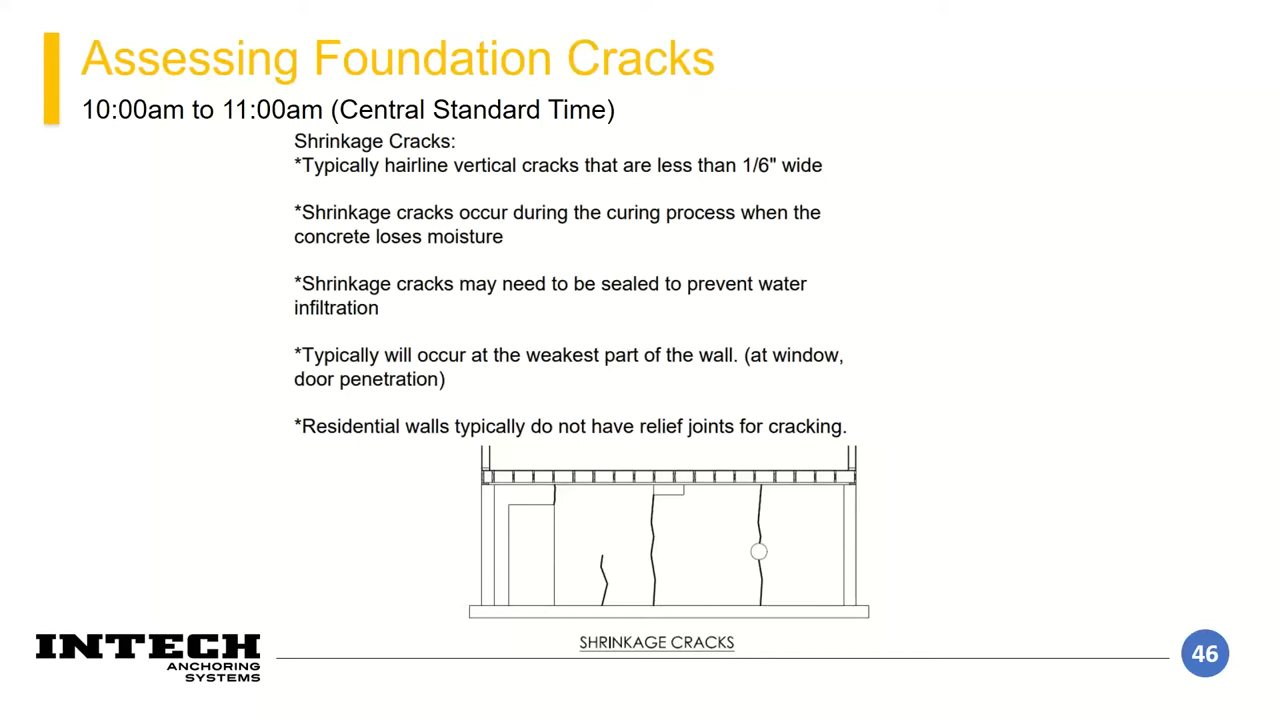 Assessing Foundation Cracks
10:00am to 11:00am (Central Standard Time)
Shrinkage Cracks:
*Typically hairline vertical cracks that are less than 1/6" wide
*Shrinkage cracks occur during the curing process when the
concrete loses moisture
*Shrinkage cracks may need to be sealed to prevent water
infiltration
*Typically will occur at the weakest part of the wall. (at window,
door penetration)
*Residential walls typically do not have relief joints for cracking.
SHRINKAGE CRACKS
INTECH
ANCHORING
SYSTEMS
46